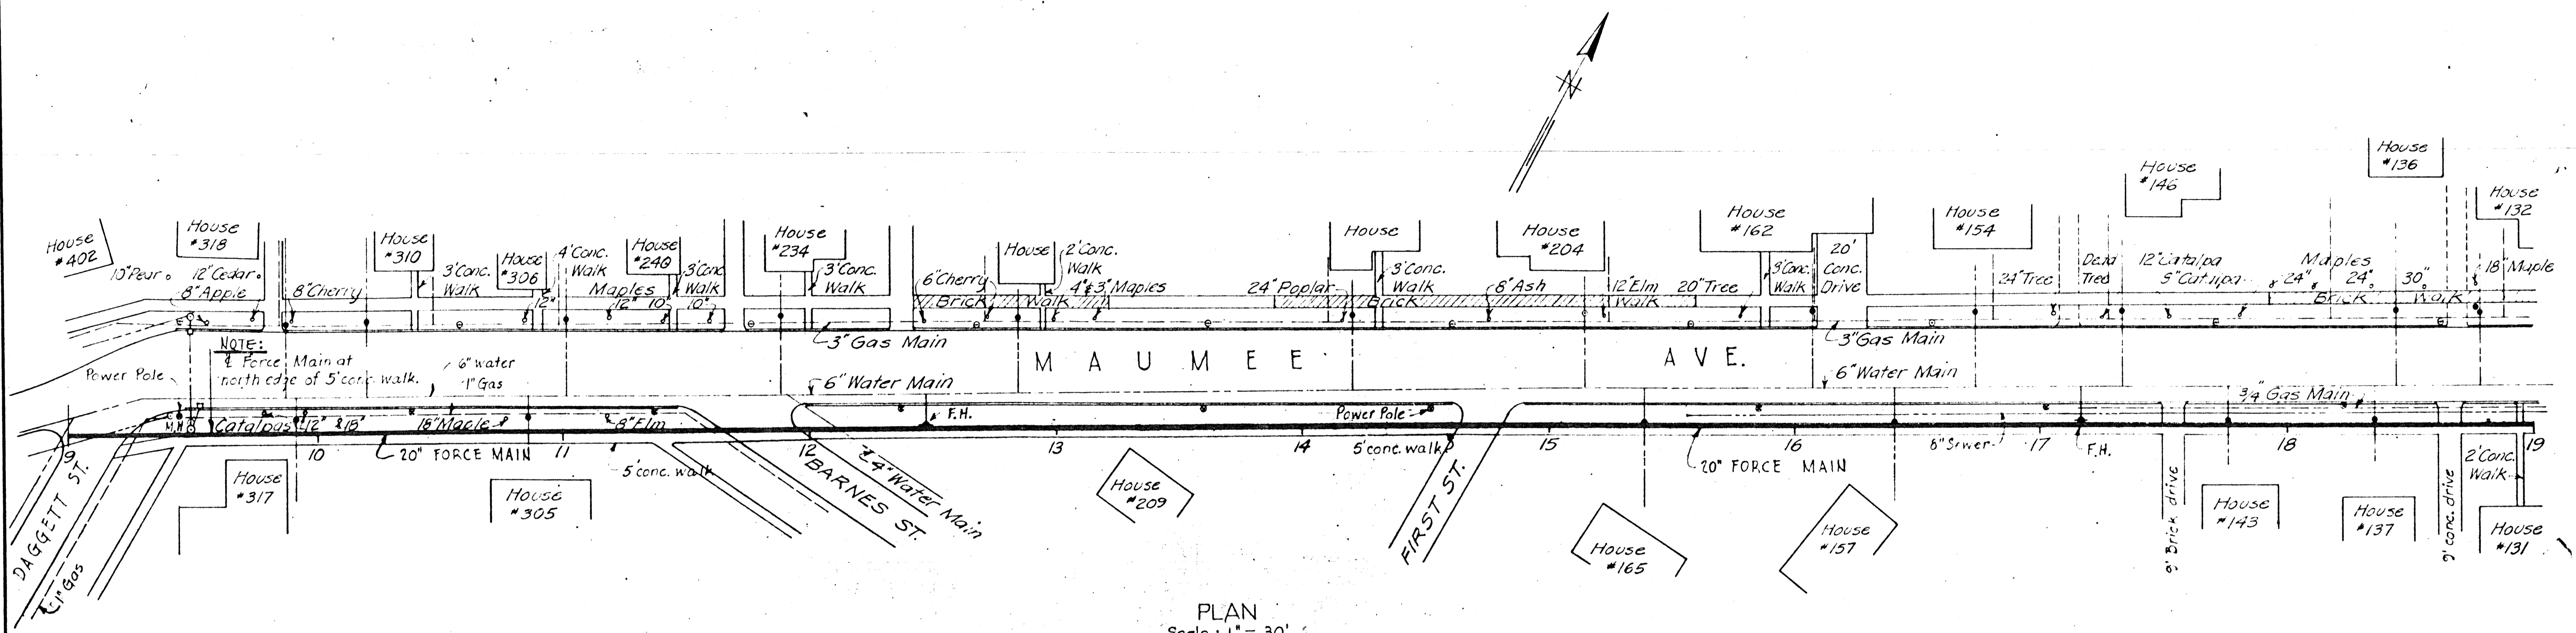 N
House
#136
House
#146
House
#132
House
#402
House
#318
House
#310
House
#306
House
#240
House
#234
House
House
House
#204
House
#162
House
#154
10" Pear
12" Cedar
8" Apple
8" Cherry
3' Conc.
Walk
12"
4' Conc.
Walk
Maples
12" 10"
3' Conc.
Walk
10"
3' Conc.
Walk
6" Cherry
2' Conc.
Walk
4" & 3" Maples
Brick Walk
24" Poplar
3' Conc.
Walk
8" Ash
12" Elm
20" Tree
Brick Walk
3' Conc.
Walk
20'
Conc.
Drive
24" Tree
Dead
Tree
12" Catalpa
5" Catalpa
Maples
24" 24" 30"
18" Maple
Brick Walk
3" Gas Main
3" Gas Main
MAUMEE AVE.
NOTE:
℄ Force Main at
north edge of 5' conc. walk.
Power Pole
6" water
1" Gas
6" Water Main
6" Water Main
3/4" Gas Main
M.H.
Catalpas 12" & 15"
18" Maple
8" Elm
F.H.
Power Pole
5' conc. walk
6" Sewer
F.H.
9 10 11 12 13 14 15 16 17 18 19
20" FORCE MAIN
5' conc. walk
20" FORCE MAIN
2' Conc.
Walk
DAGGETT ST.
1" Gas
BARNES ST.
4" Water Main
FIRST ST.
9' Brick drive
9' conc. drive
House
#317
House
#305
House
#209
House
#165
House
#157
House
#143
House
#137
House
#131
PLAN
Scale: 1" = 30'